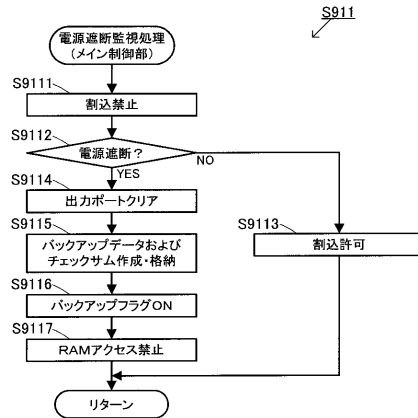 S911
電源遮断監視処理
(メイン制御部)
S9111
割込禁止
S9112
電源遮断?
NO
YES
S9114
出力ポートクリア
S9115
バックアップデータおよび
チェックサム作成・格納
S9113
割込許可
S9116
バックアップフラグON
S9117
RAMアクセス禁止
リターン